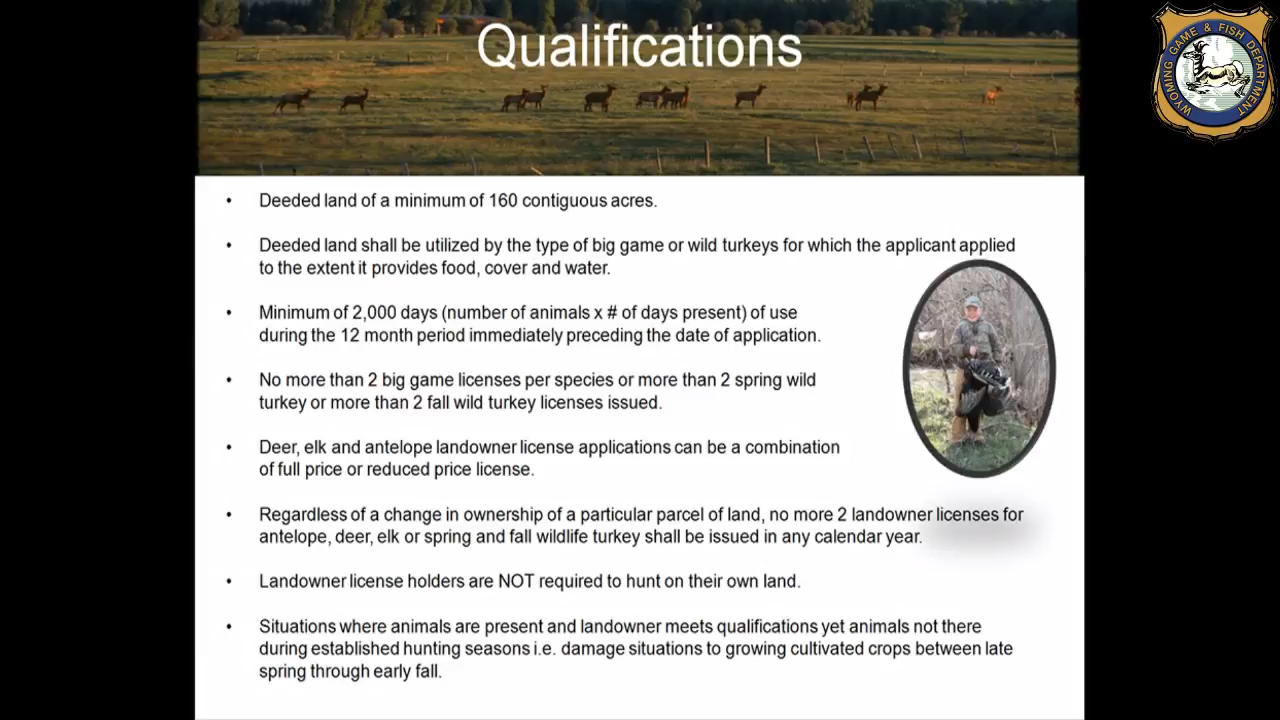 Qualifications
WYOMING GAME & FISH DEPARTMENT
• Deeded land of a minimum of 160 contiguous acres.
• Deeded land shall be utilized by the type of big game or wild turkeys for which the applicant applied
to the extent it provides food, cover and water.
• Minimum of 2,000 days (number of animals x # of days present) of use
during the 12 month period immediately preceding the date of application.
• No more than 2 big game licenses per species or more than 2 spring wild
turkey or more than 2 fall wild turkey licenses issued.
• Deer, elk and antelope landowner license applications can be a combination
of full price or reduced price license.
• Regardless of a change in ownership of a particular parcel of land, no more 2 landowner licenses for
antelope, deer, elk or spring and fall wildlife turkey shall be issued in any calendar year.
• Landowner license holders are NOT required to hunt on their own land.
• Situations where animals are present and landowner meets qualifications yet animals not there
during established hunting seasons i.e. damage situations to growing cultivated crops between late
spring through early fall.